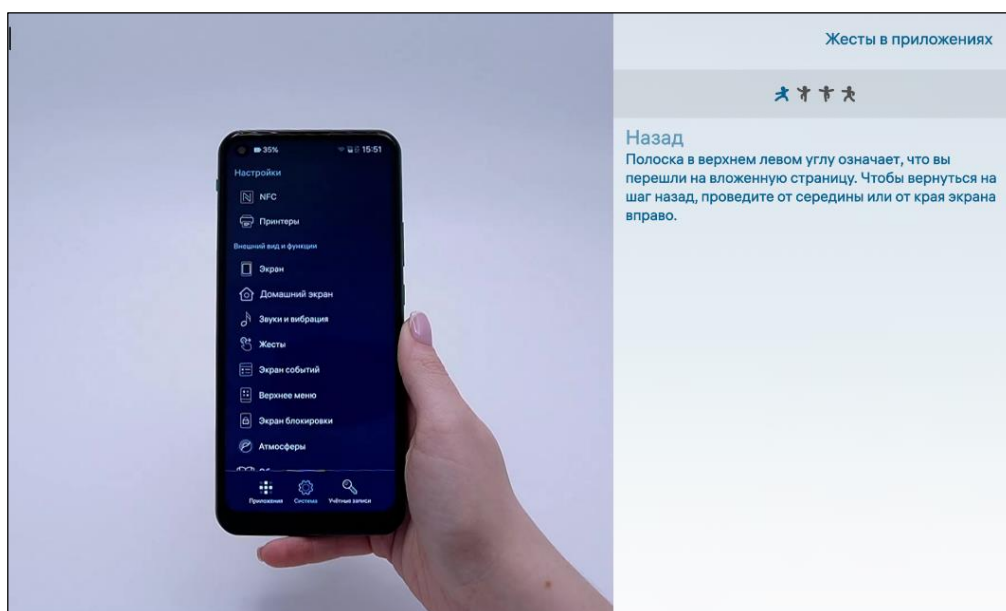 Жесты в приложениях
Назад
Полоска в верхнем левом углу означает, что вы
перешли на вложенную страницу. Чтобы вернуться на
шаг назад, проведите от середины или от края экрана
вправо.
35%
15:51
Настройки
NFC
Принтеры
Внешний вид и функции
Экран
Домашний экран
Звуки и вибрация
Жесты
Экран событий
Верхнее меню
Экран блокировки
Атмосферы
Приложения Система Учётные записи